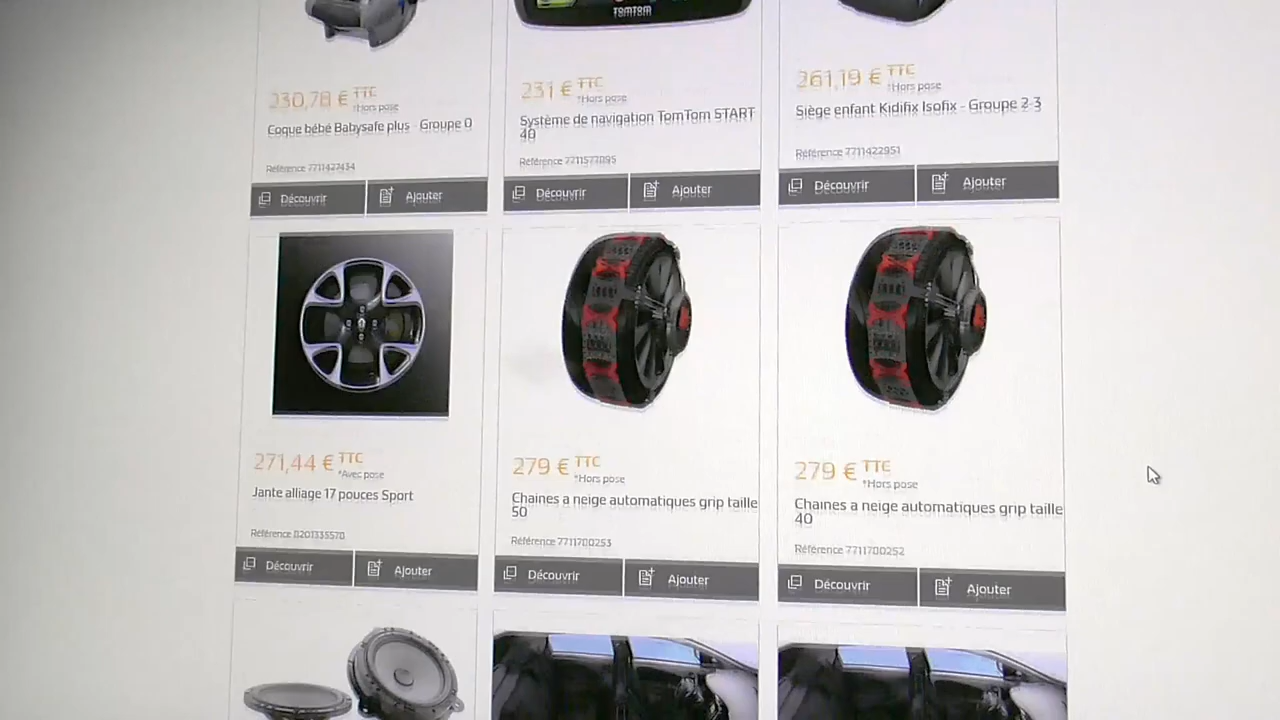 TOMTOM
230,78 € TTC
*Hors pose
Coque bébé Babysafe plus - Groupe 0
Référence 7711427434
Découvrir
Ajouter
231 € TTC
*Hors pose
Système de navigation TomTom START
40
Référence 7711577095
Découvrir
Ajouter
261,19 € TTC
*Hors pose
Siège enfant Kidifix Isofix - Groupe 2-3
Référence 7711422951
Découvrir
Ajouter
271,44 € TTC
*Avec pose
Jante alliage 17 pouces Sport
Référence 8201335570
Découvrir
Ajouter
279 € TTC
*Hors pose
Chaines a neige automatiques grip taille
50
Référence 7711700253
Découvrir
Ajouter
279 € TTC
*Hors pose
Chaines a neige automatiques grip taille
40
Référence 7711700252
Découvrir
Ajouter